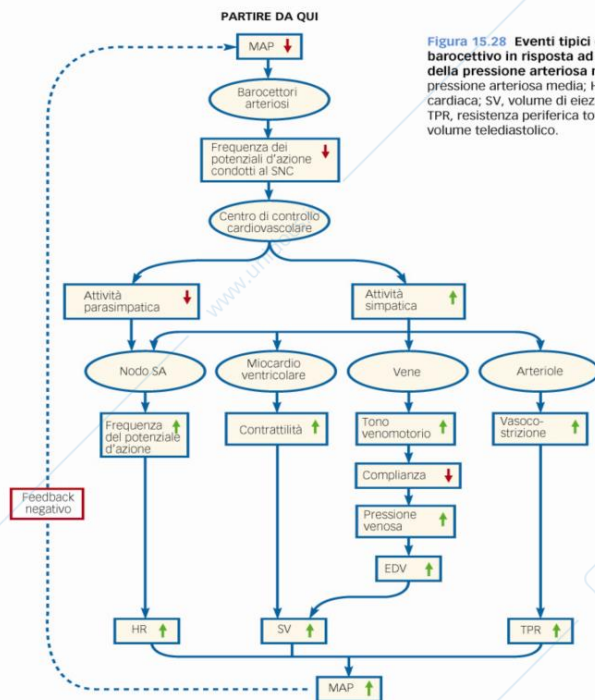 PARTIRE DA QUI
MAP
Figura 15.28 Eventi tipici
barocettivo in risposta ad
della pressione arteriosa
pressione arteriosa media;
cardiaca; SV, volume di
TPR, resistenza periferica
volume telediastolico.
Barocettori
arteriosi
Frequenza dei
potenziali d'azione
condotti al SNC
Centro di controllo
cardiovascolare
Attività
parasimpatica
Attività
simpatica
Nodo SA
Miocardio
ventricolare
Vene
Arteriole
Frequenza
del potenziale
d'azione
Contrattilità
Tono
venomotorio
Vasoco-
strizione
Complianza
Pressione
venosa
Feedback
negativo
EDV
HR
SV
TPR
MAP